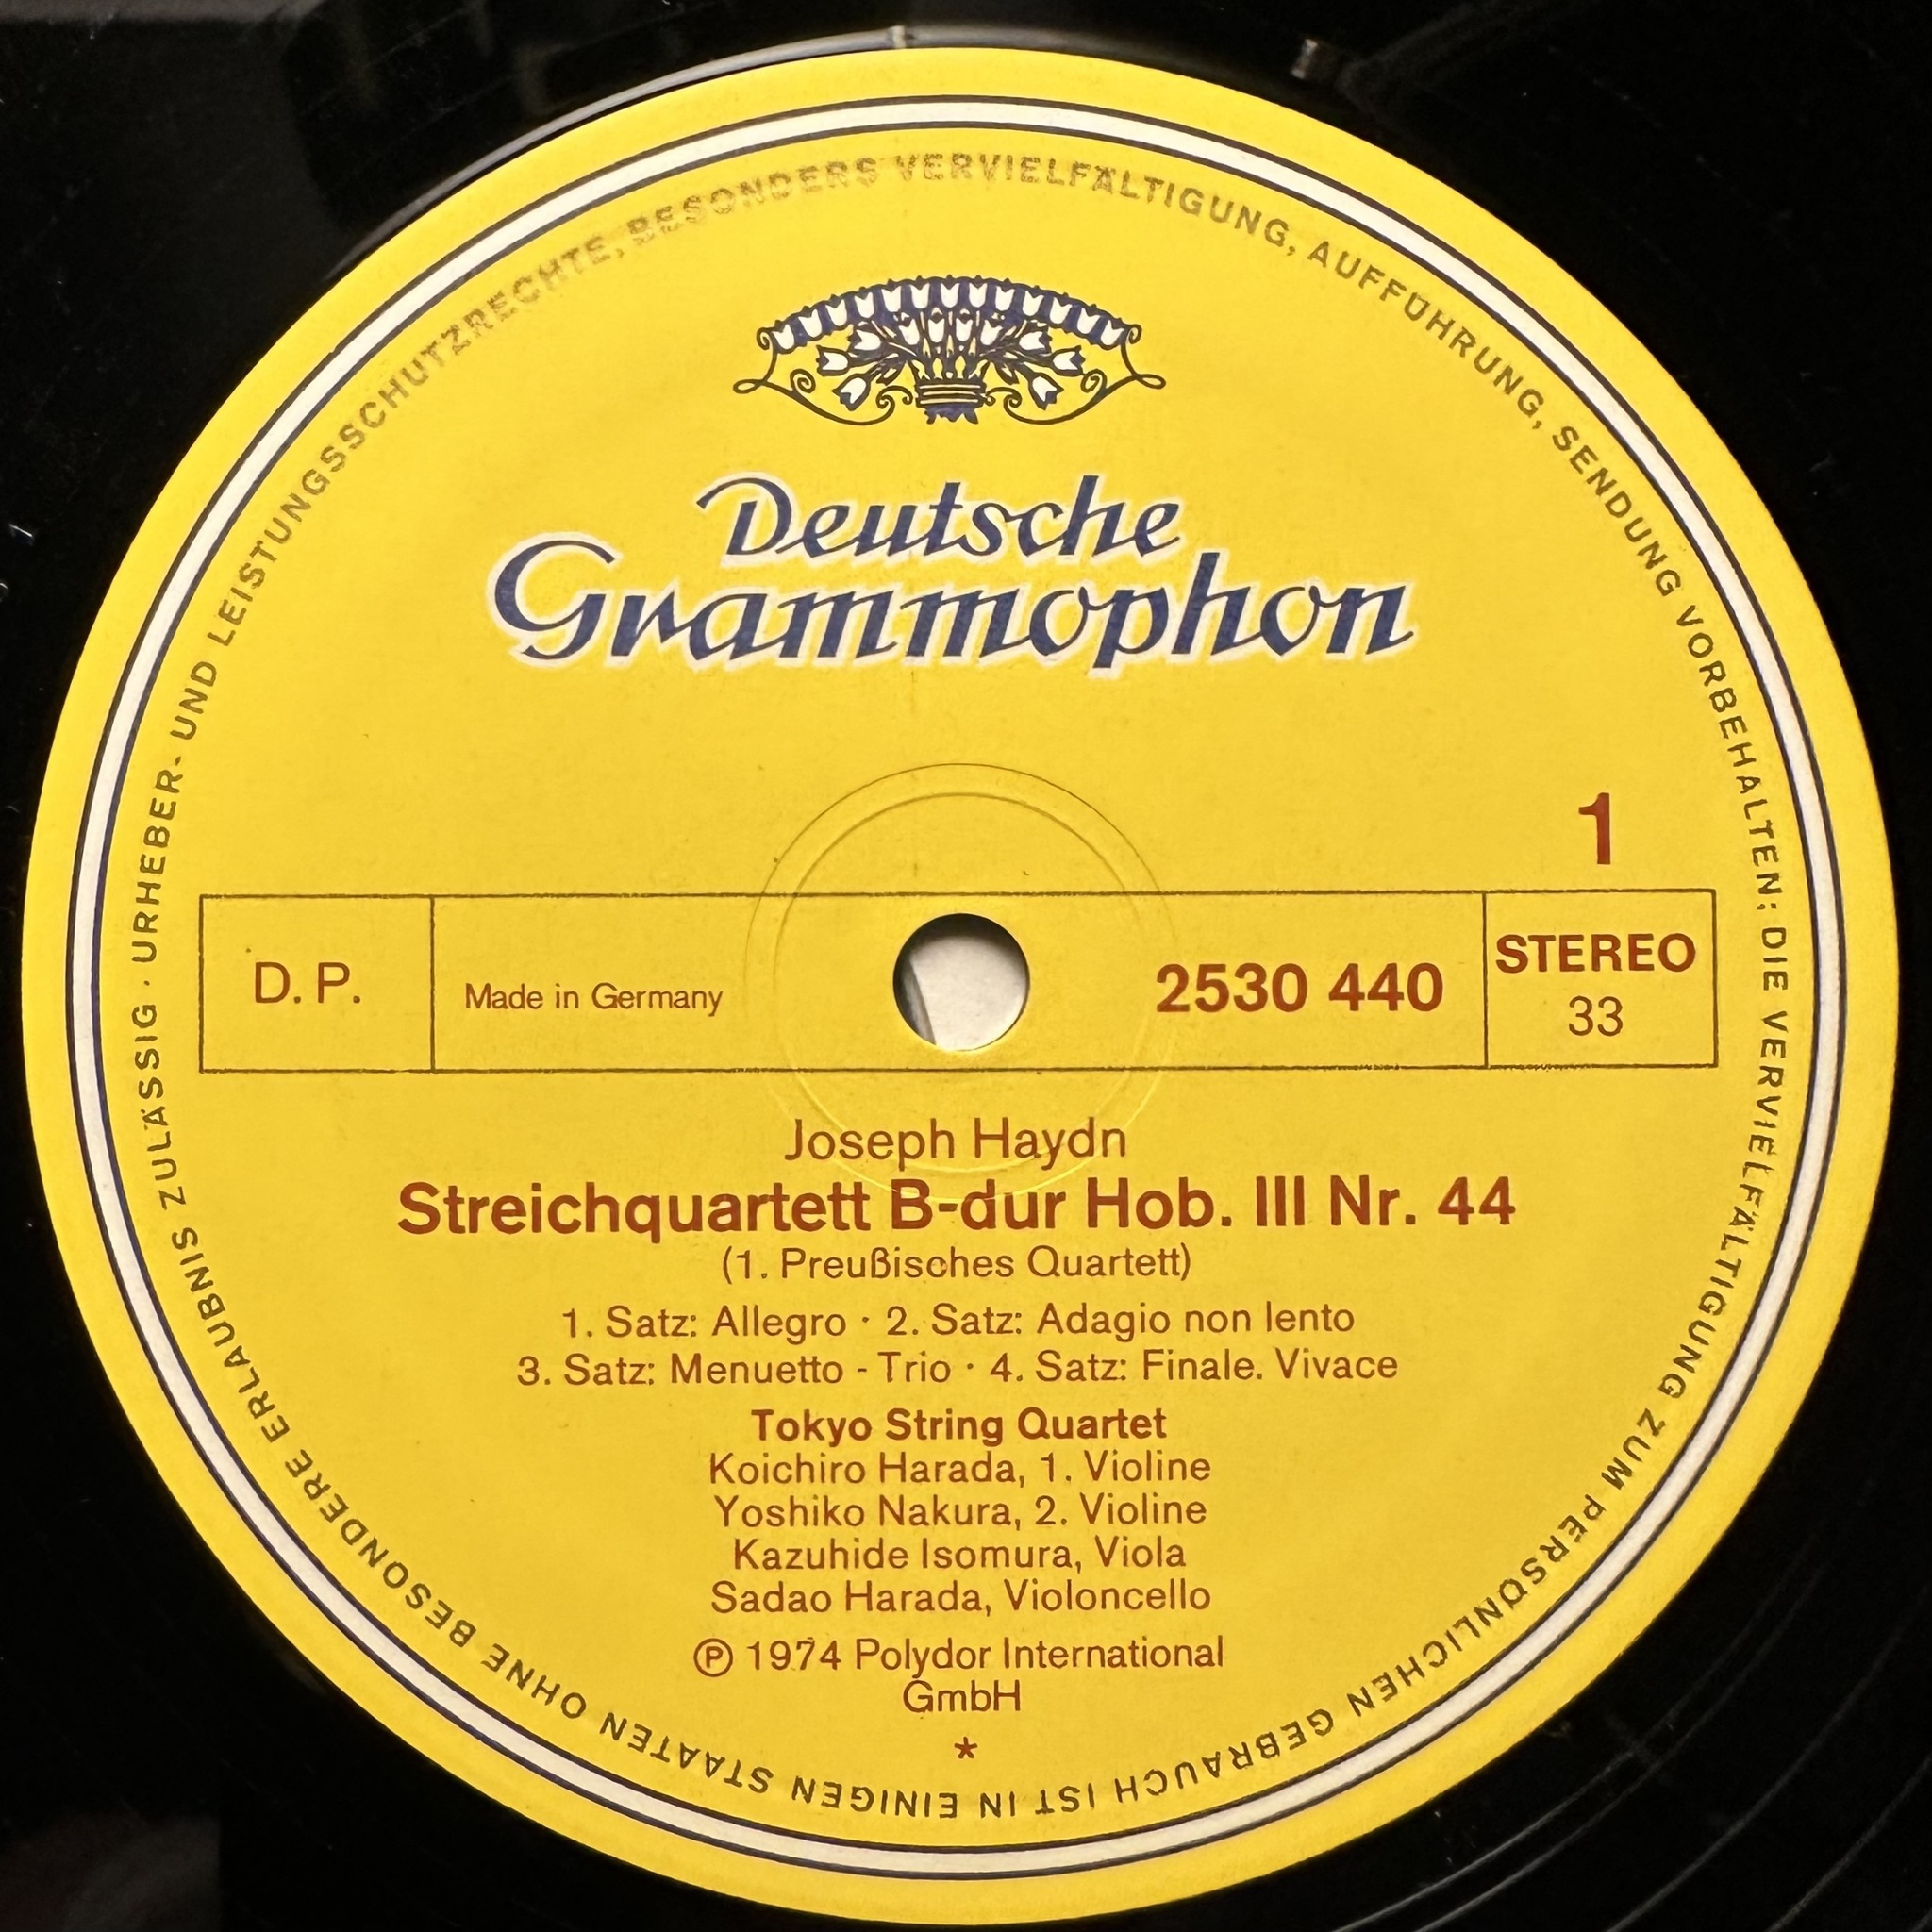 URHEBER- UND LEISTUNGSSCHUTZRECHTE, BESONDERS VERVIELFÄLTIGUNG, AUFFÜHRUNG, SENDUNG VORBEHALTEN; DIE VERVIELFÄLTIGUNG ZUM PERSÖNLICHEN GEBRAUCH IST IN EINIGEN STAATEN OHNE BESONDERE ERLAUBNIS ZULÄSSIG ·
Deutsche
Grammophon
1
D. P.
Made in Germany
2530 440
STEREO
33
Joseph Haydn
Streichquartett B-dur Hob. III Nr. 44
(1. Preußisches Quartett)
1. Satz: Allegro · 2. Satz: Adagio non lento
3. Satz: Menuetto - Trio · 4. Satz: Finale. Vivace
Tokyo String Quartet
Koichiro Harada, 1. Violine
Yoshiko Nakura, 2. Violine
Kazuhide Isomura, Viola
Sadao Harada, Violoncello
℗ 1974 Polydor International
GmbH
*